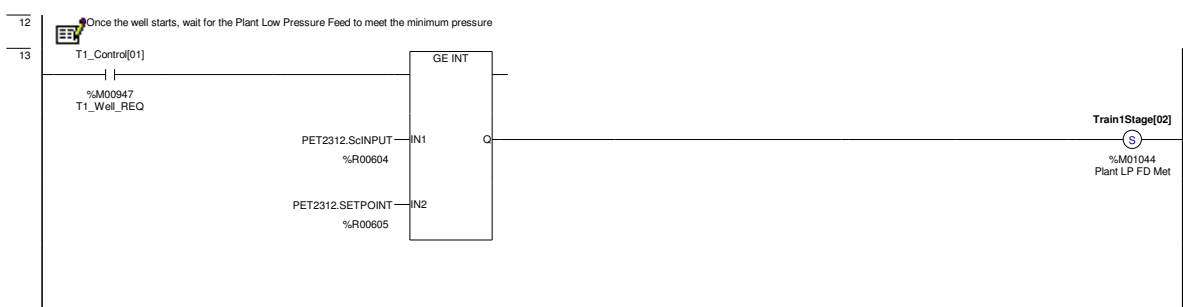 12
Once the well starts, wait for the Plant Low Pressure Feed to meet the minimum pressure
13
T1_Control[01]
GE INT
%M00947
T1_Well_REQ
Train1Stage[02]
PET2312.ScINPUT
IN1
Q
S
%R00604
%M01044
Plant LP FD Met
PET2312.SETPOINT
IN2
%R00605